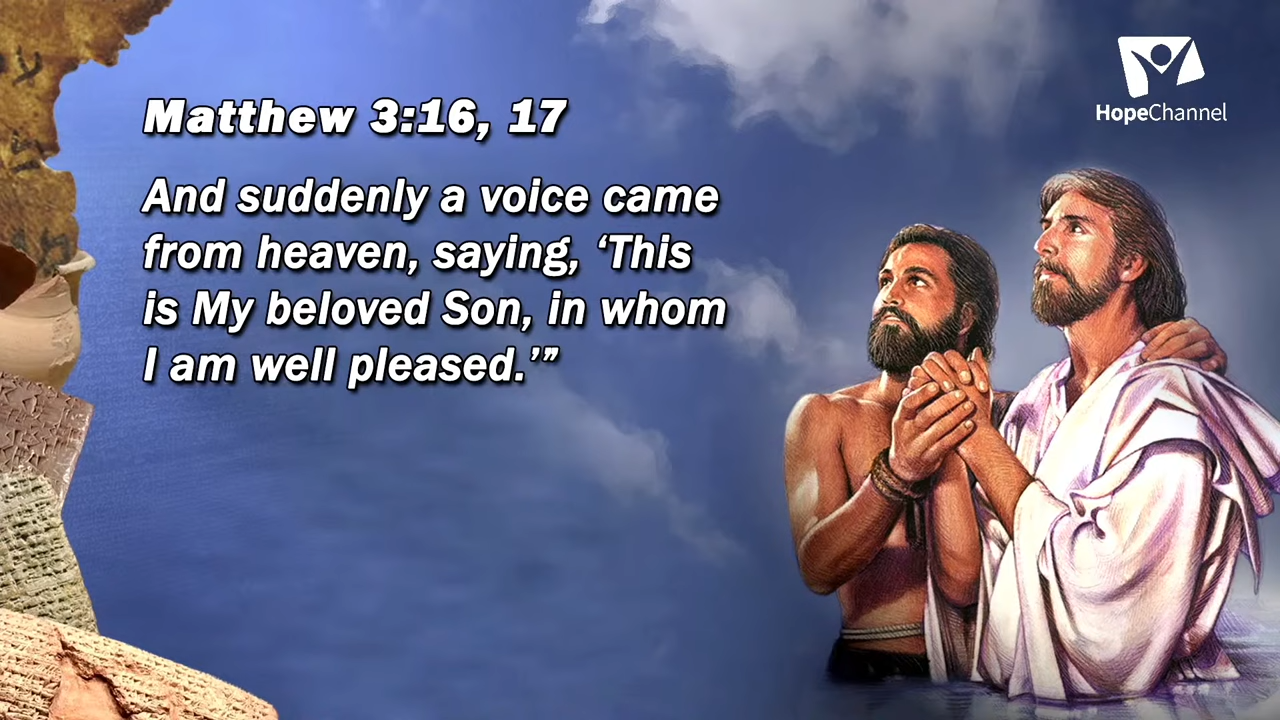 HopeChannel
Matthew 3:16, 17
And suddenly a voice came
from heaven, saying, ‘This
is My beloved Son, in whom
I am well pleased.’”